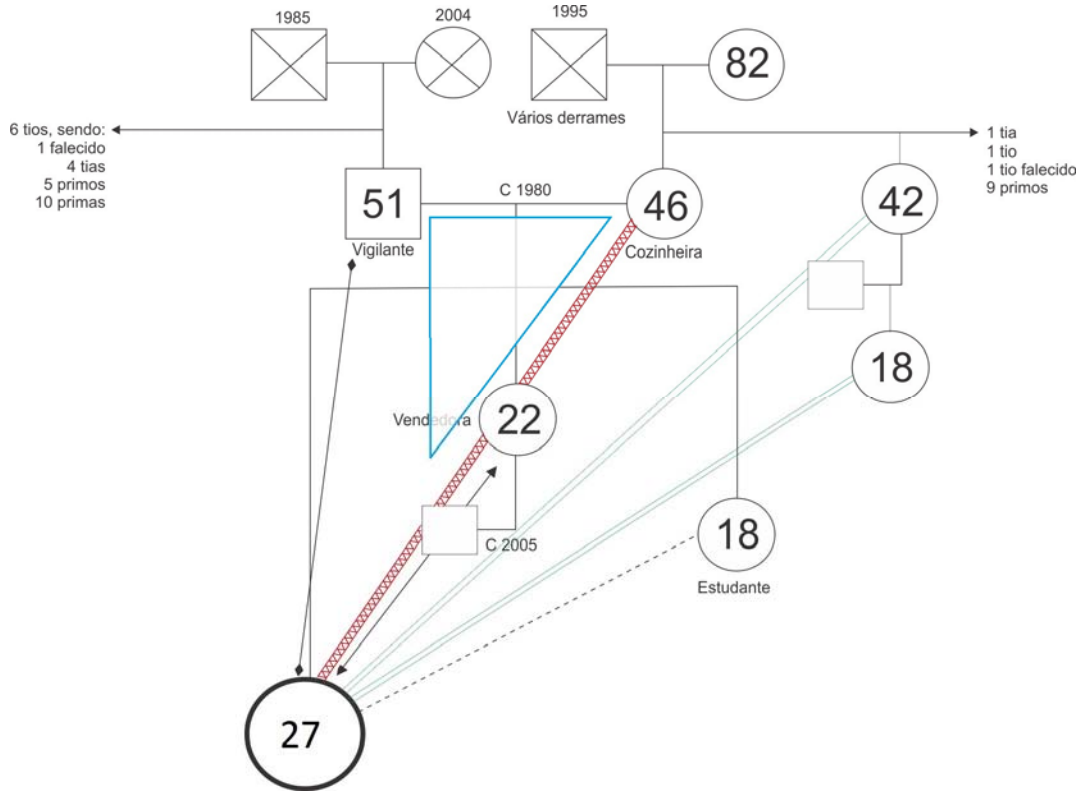 1985
2004
1995
82
Vários derrames
6 tios, sendo:
1 falecido
4 tias
5 primos
10 primas
1 tia
1 tio
1 tio falecido
9 primos
51
C 1980
46
42
Vigilante
Cozinheira
18
Vendedora
22
C 2005
18
Estudante
27